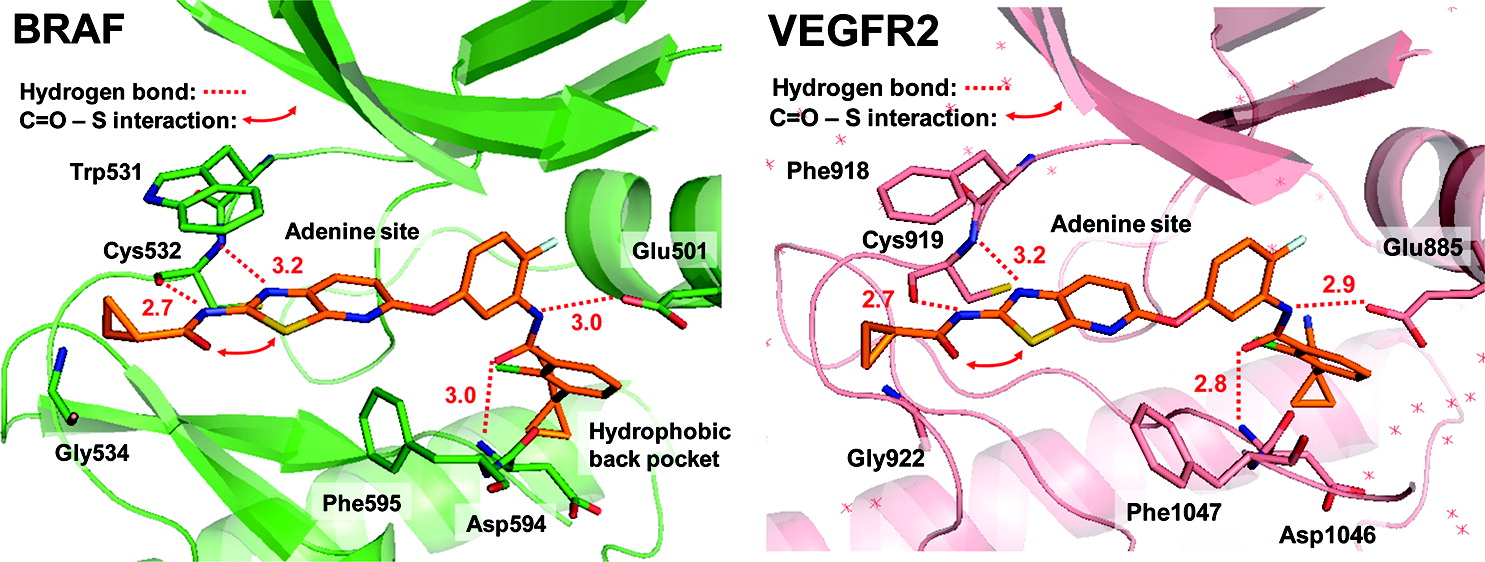 BRAF
Hydrogen bond:
C=O – S interaction:
Trp531
Adenine site
Cys532
Glu501
3.2
2.7
3.0
3.0
Gly534
Hydrophobic
back pocket
Phe595
Asp594
VEGFR2
Hydrogen bond:
C=O – S interaction:
Phe918
Adenine site
Cys919
Glu885
3.2
2.7
2.9
2.8
Gly922
Phe1047
Asp1046